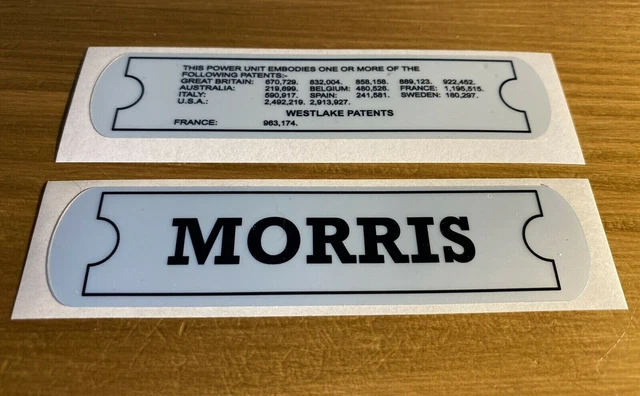 THIS POWER UNIT EMBODIES ONE OR MORE OF THE
FOLLOWING PATENTS:-
GREAT BRITAIN: 670,729. 832,004. 858,158. 889,123. 922,452.
AUSTRALIA: 219,699. BELGIUM: 480,526. FRANCE: 1,195,515.
ITALY: 590,917. SPAIN: 241,581. SWEDEN: 180,297.
U.S.A.: 2,492,219. 2,913,927.
WESTLAKE PATENTS
FRANCE: 963,174.
MORRIS